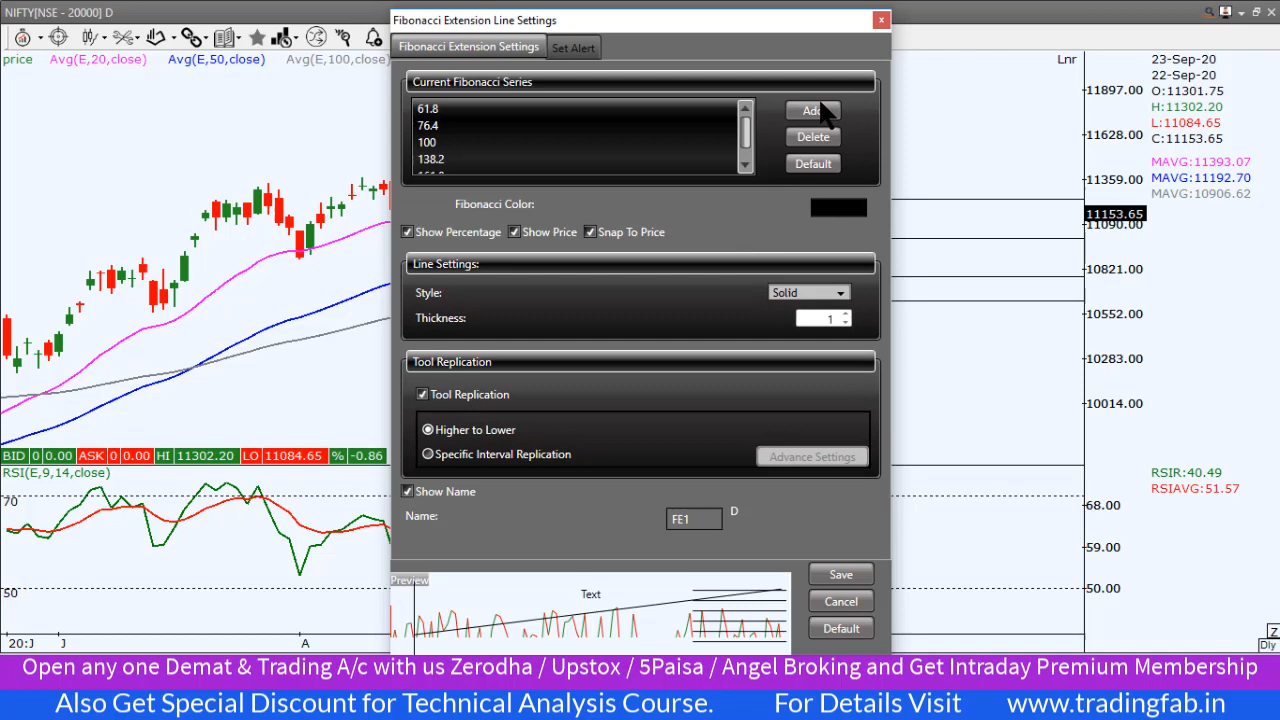 NIFTY[NSE - 20000] D
Fibonacci Extension Line Settings
x
Fibonacci Extension Settings
Set Alert
price
Avg(E,20,close)
Avg(E,50,close)
Avg(E,100,close)
Lnr
23-Sep-20
22-Sep-20
O:11301.75
H:11302.20
L:11084.65
C:11153.65
MAVG:11393.07
MAVG:11192.70
MAVG:10906.62
11897.00
11628.00
11359.00
11153.65
11090.00
10821.00
10552.00
10283.00
10014.00
Current Fibonacci Series
61.8
76.4
100
138.2
Add
Delete
Default
Fibonacci Color:
Show Percentage
Show Price
Snap To Price
Line Settings:
Style:
Solid
Thickness:
1
Tool Replication
Tool Replication
Higher to Lower
Specific Interval Replication
Advance Settings
Show Name
Name:
FE1
D
Preview
Text
Save
Cancel
Default
BID 0 0.00 ASK 0 0.00 HI 11302.20 LO 11084.65 % -0.86
RSI(E,9,14,close)
70
50
RSIR:40.49
RSIAVG:51.57
68.00
59.00
50.00
20:J
J
A
Z
Dly
Open any one Demat & Trading A/c with us Zerodha / Upstox / 5Paisa / Angel Broking and Get Intraday Premium Membership
Also Get Special Discount for Technical Analysis Course. For Details Visit www.tradingfab.in